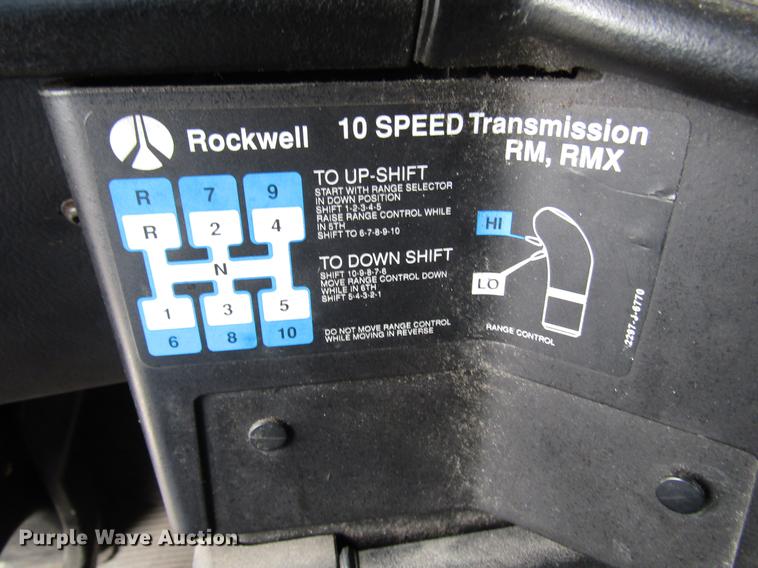 Rockwell 10 SPEED Transmission
RM, RMX
R 7 9
R 2 4
N
1 3 5
6 8 10
TO UP-SHIFT
START WITH RANGE SELECTOR
IN DOWN POSITION
SHIFT 1-2-3-4-5
RAISE RANGE CONTROL WHILE
IN 5TH
SHIFT TO 6-7-8-9-10
TO DOWN SHIFT
SHIFT 10-9-8-7-6
MOVE RANGE CONTROL DOWN
WHILE IN 6TH
SHIFT 5-4-3-2-1
DO NOT MOVE RANGE CONTROL
WHILE MOVING IN REVERSE
HI
LO
RANGE CONTROL
2297-J-6770
Purple Wave Auction